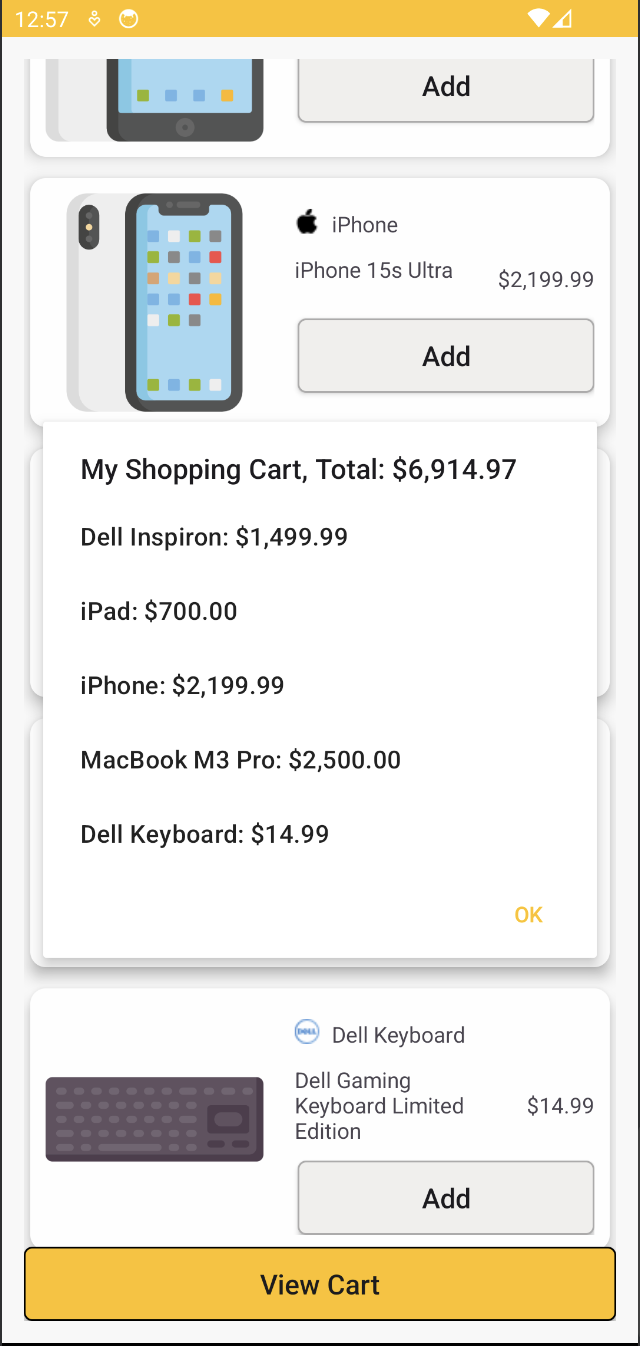 12:57
Add
iPhone
iPhone 15s Ultra
$2,199.99
Add
My Shopping Cart, Total: $6,914.97
Dell Inspiron: $1,499.99
iPad: $700.00
iPhone: $2,199.99
MacBook M3 Pro: $2,500.00
Dell Keyboard: $14.99
OK
DELL
Dell Keyboard
Dell Gaming
Keyboard Limited
Edition
$14.99
Add
View Cart